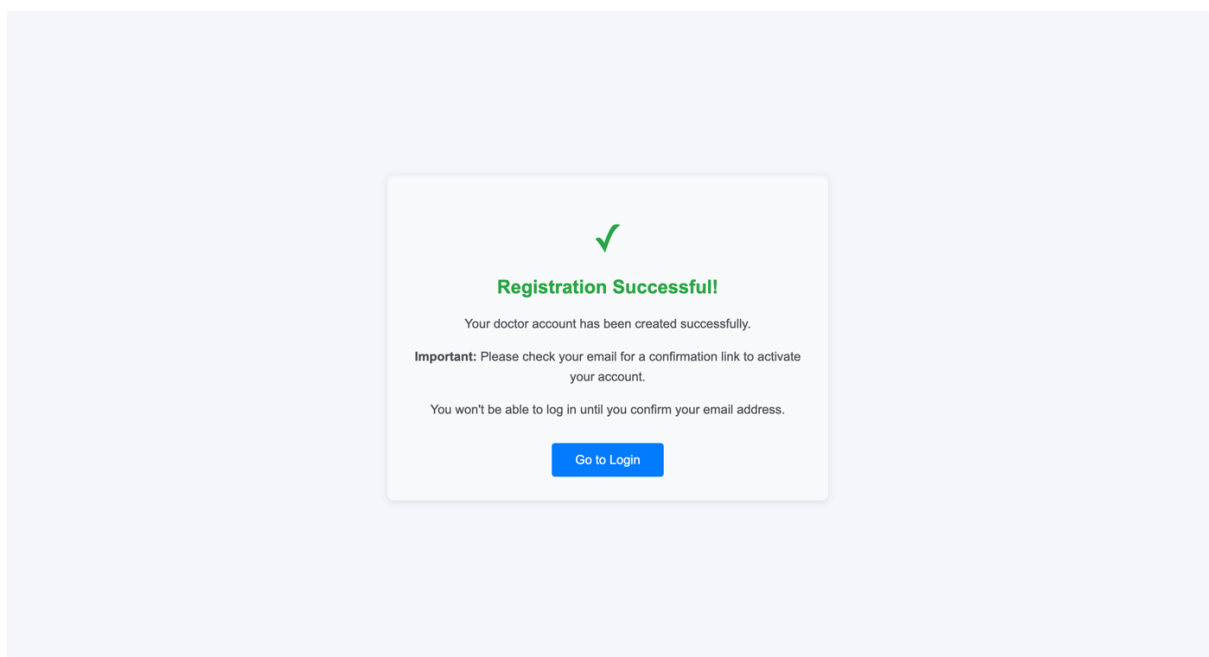 Registration Successful!
Your doctor account has been created successfully.
Important: Please check your email for a confirmation link to activate
your account.
You won't be able to log in until you confirm your email address.
Go to Login